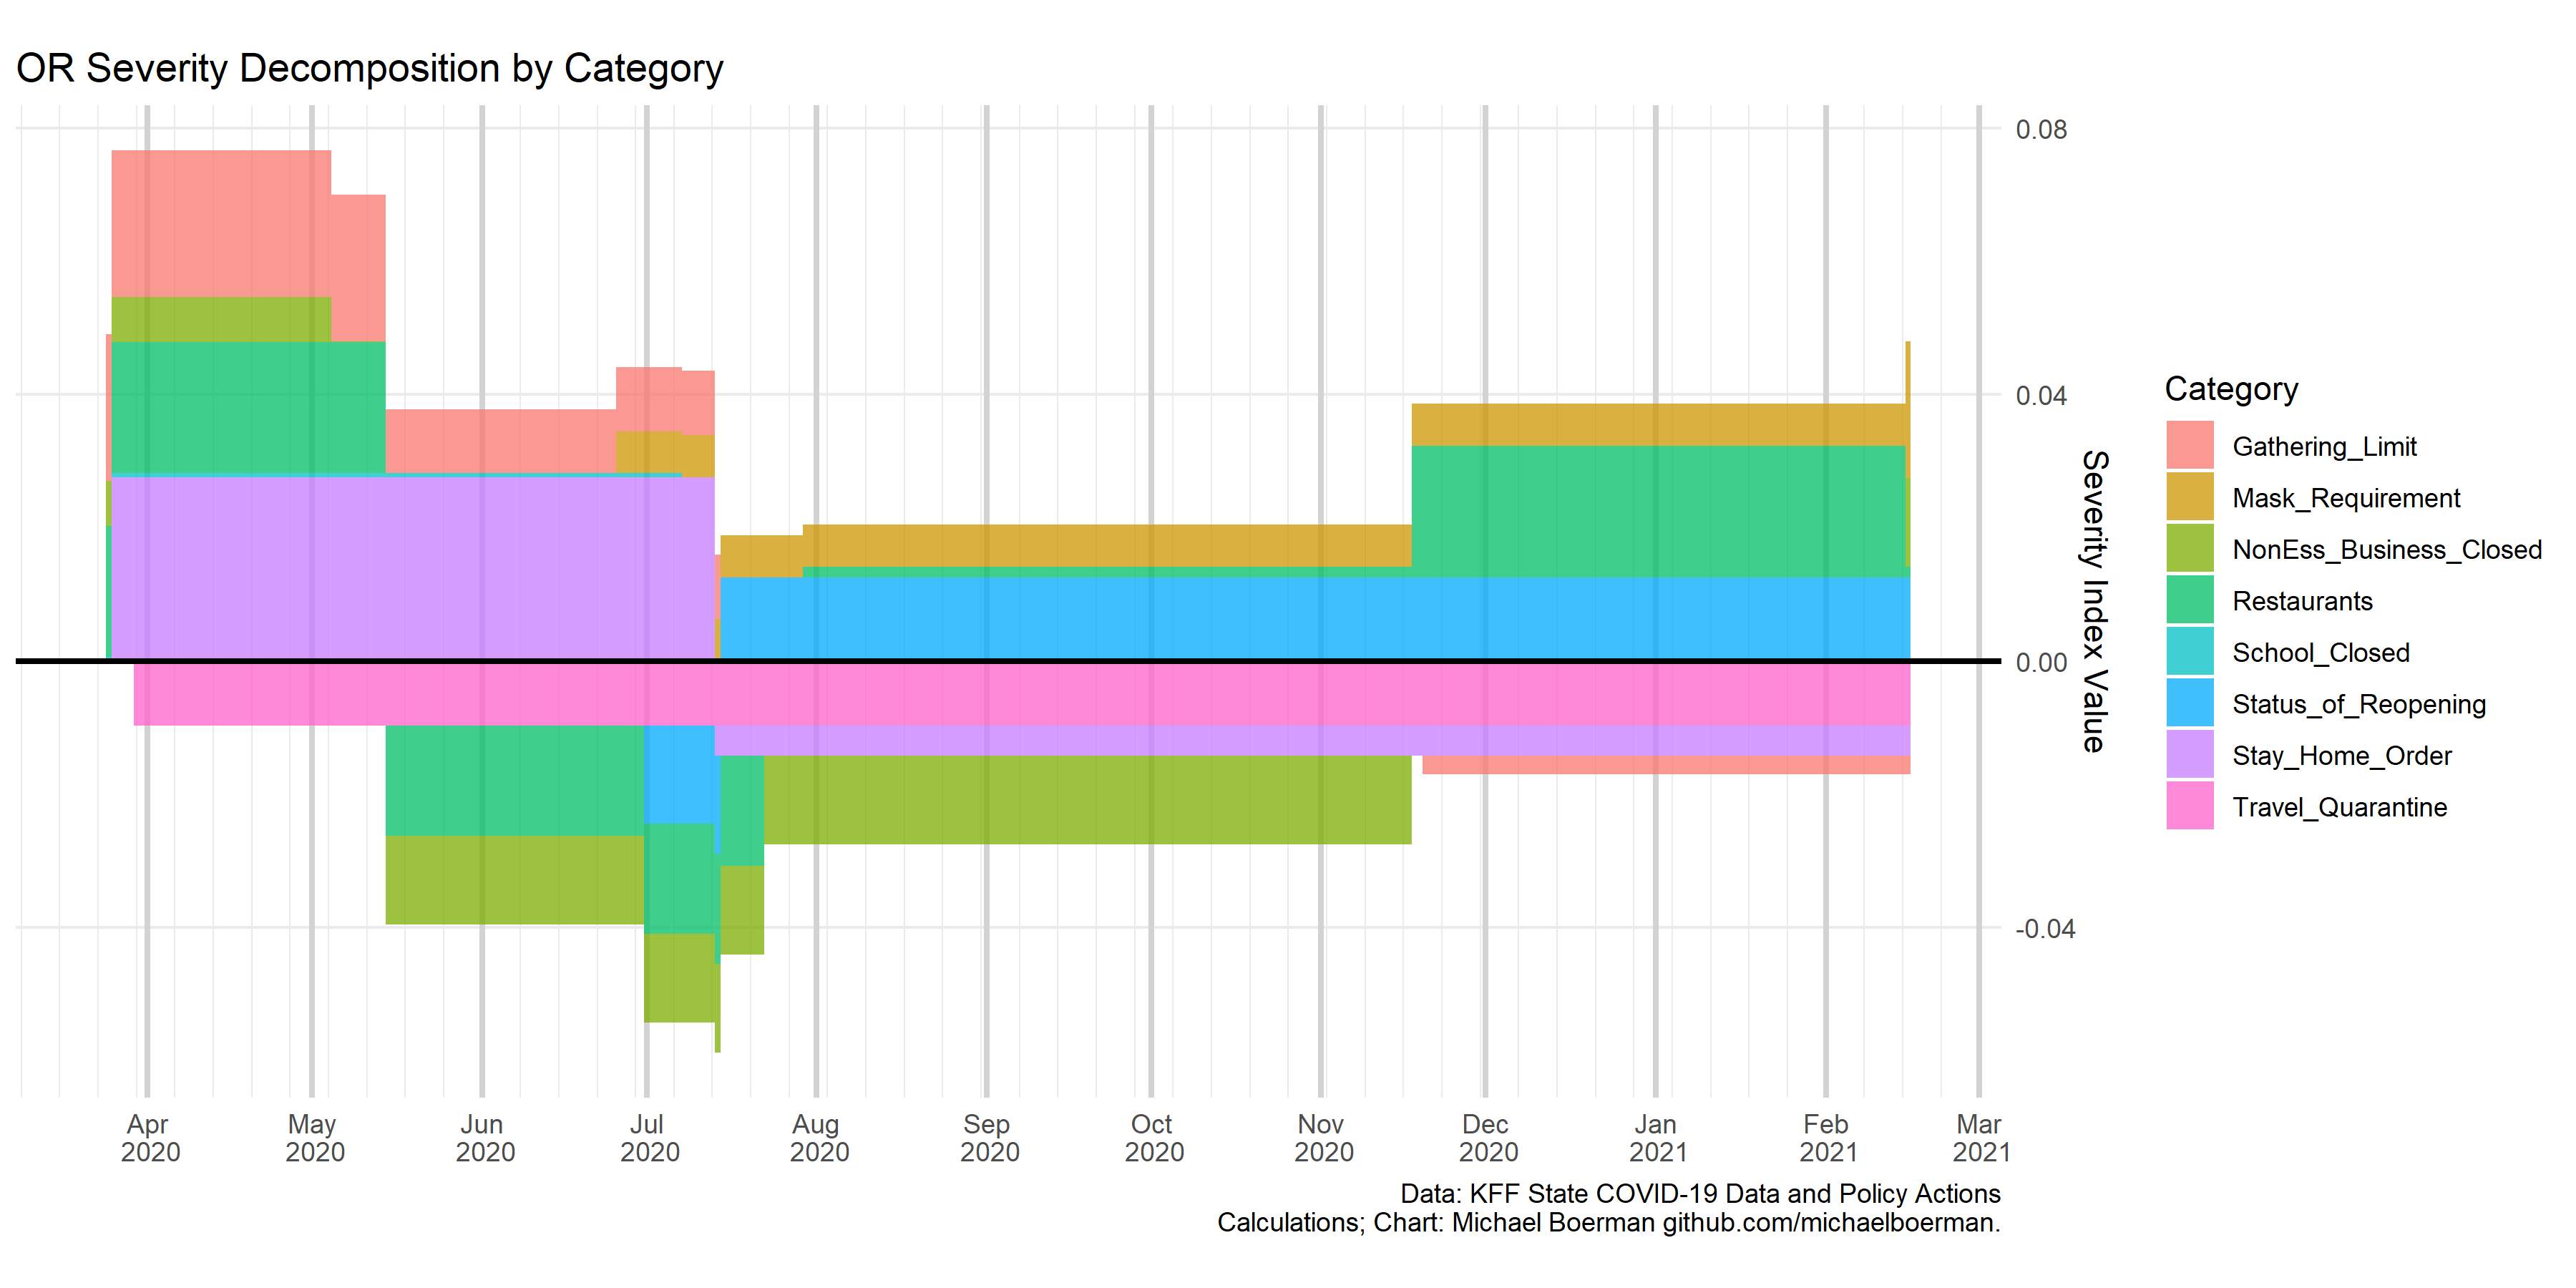 OR Severity Decomposition by Category
0.08
0.04
0.00
-0.04
Severity Index Value
Category
Gathering_Limit
Mask_Requirement
NonEss_Business_Closed
Restaurants
School_Closed
Status_of_Reopening
Stay_Home_Order
Travel_Quarantine
Apr May Jun Jul Aug Sep Oct Nov Dec Jan Feb Mar
2020 2020 2020 2020 2020 2020 2020 2020 2020 2021 2021 2021
Data: KFF State COVID-19 Data and Policy Actions
Calculations; Chart: Michael Boerman github.com/michaelboerman.